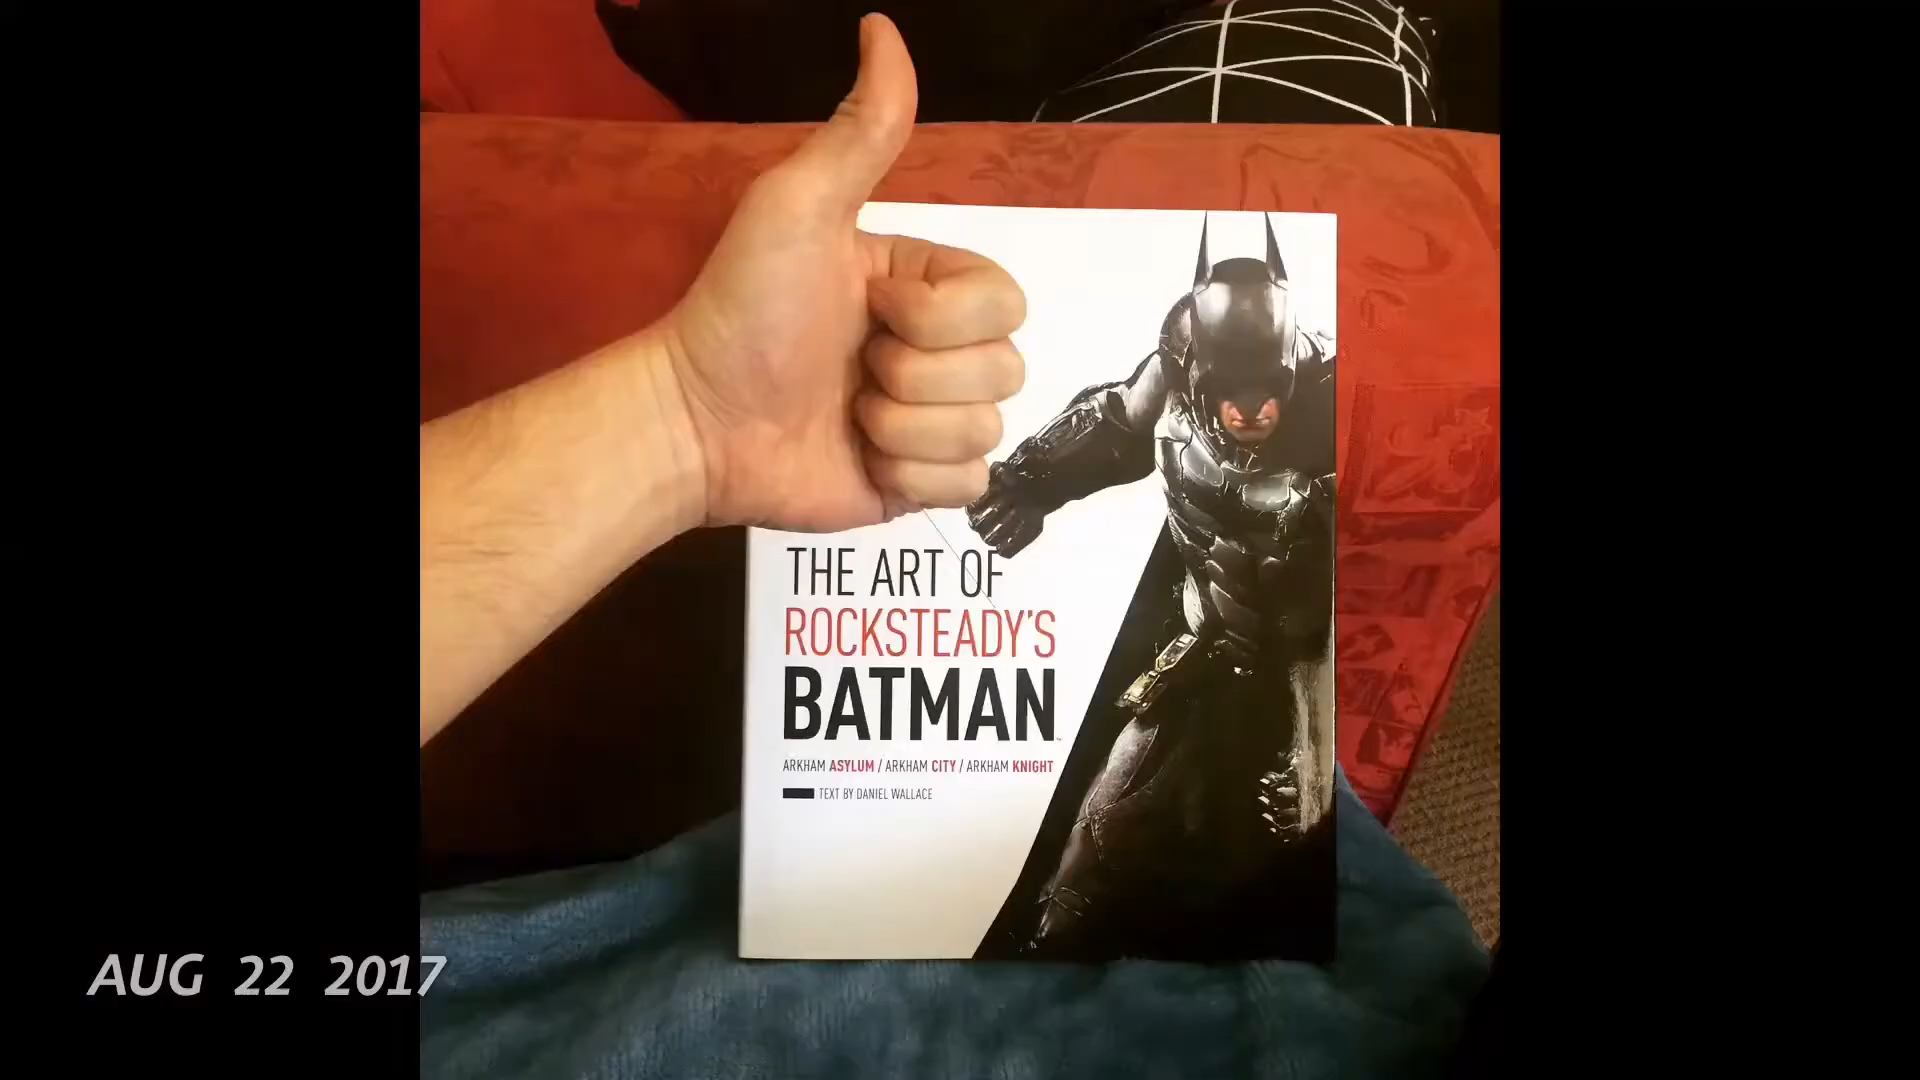 THE ART OF
ROCKSTEADY'S
BATMAN
ARKHAM ASYLUM / ARKHAM CITY / ARKHAM KNIGHT
TEXT BY DANIEL WALLACE
AUG 22 2017